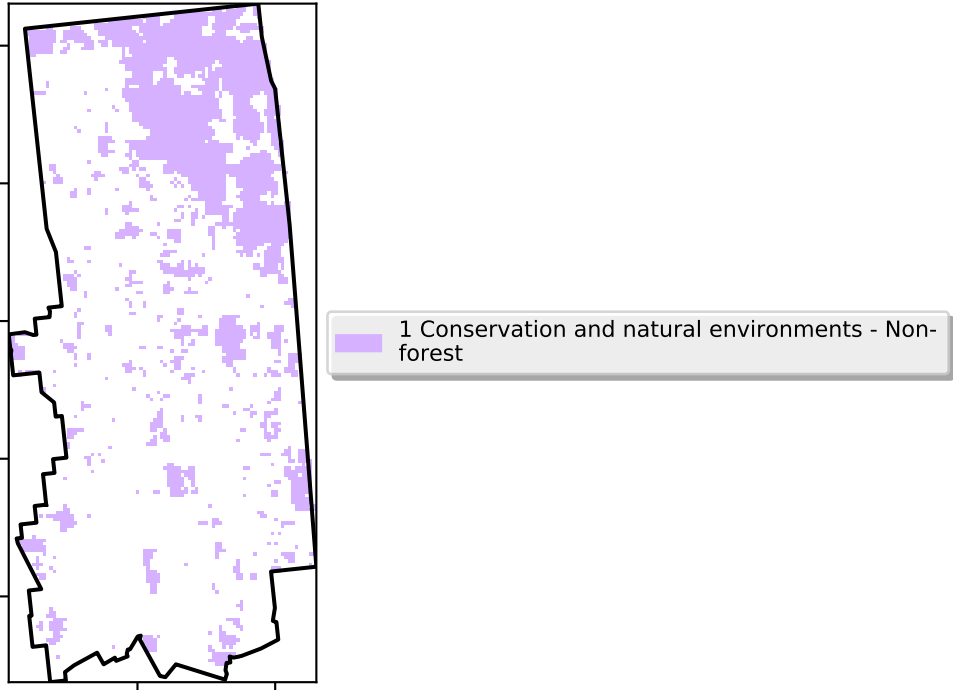 1 Conservation and natural environments - Non-
forest